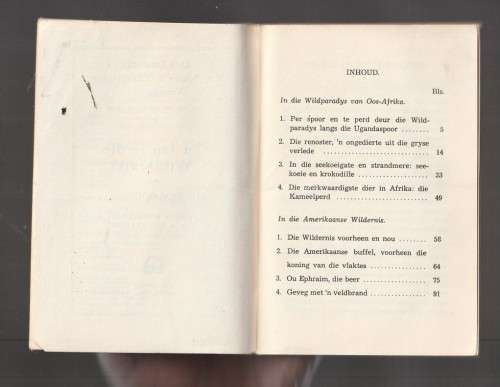 INHOUD.
Bls.
In die Wildparadys van Oos-Afrika.
1. Per spoor en te perd deur die Wild-
paradys langs die Ugandaspoor ........ 5
2. Die renoster, 'n ongedierte uit die gryse
verlede ........................ 14
3. In die seekoeigate en strandmere: see-
koeie en krokodille ................ 33
4. Die merkwaardigste dier in Afrika: die
Kameelperd ........................ 49
In die Amerikaanse Wildernis.
1. Die Wildernis voorheen en nou ........ 58
2. Die Amerikaanse buffel, voorheen die
koning van die vlaktes .............. 64
3. Ou Ephraim, die beer ................ 75
4. Geveg met 'n veldbrand .............. 91